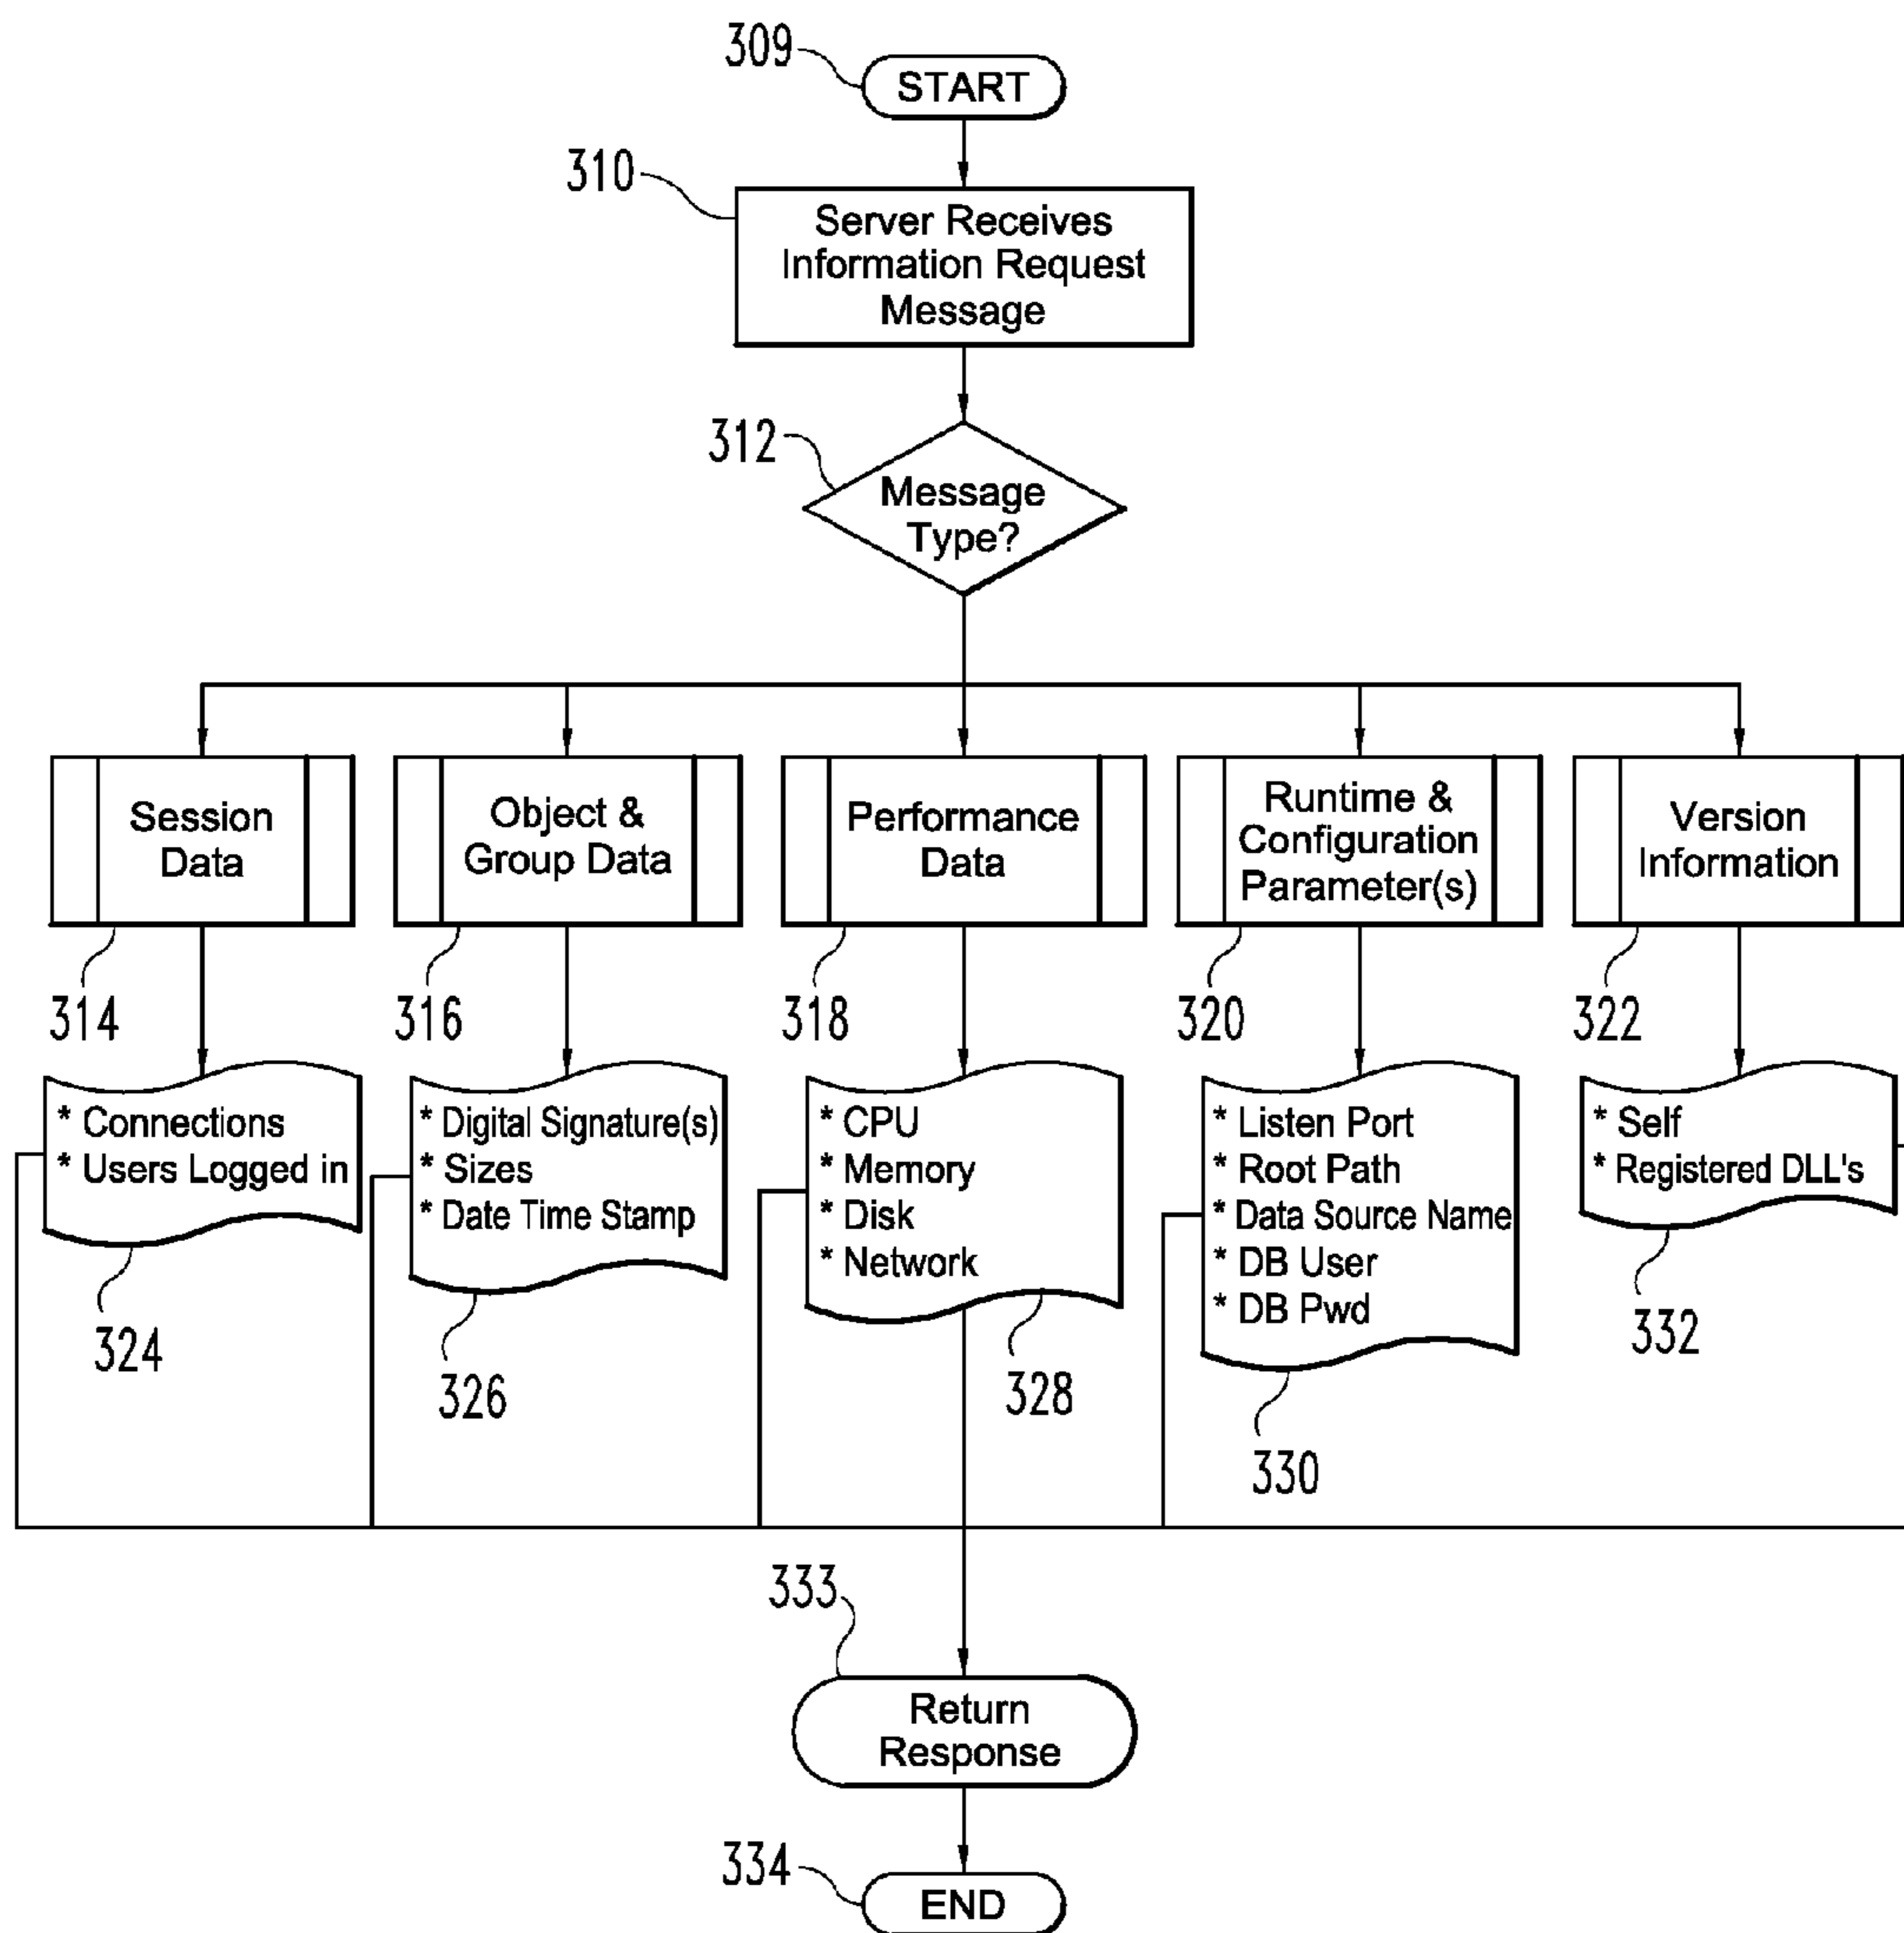 309
START
310
Server Receives
Information Request
Message
312
Message
Type?
Session
Data
Object &
Group Data
Performance
Data
Runtime &
Configuration
Parameter(s)
Version
Information
314
316
318
320
322
* Connections
* Users Logged in
* Digital Signature(s)
* Sizes
* Date Time Stamp
* CPU
* Memory
* Disk
* Network
* Listen Port
* Root Path
* Data Source Name
* DB User
* DB Pwd
* Self
* Registered DLL's
324
326
328
330
332
333
Return
Response
334
END